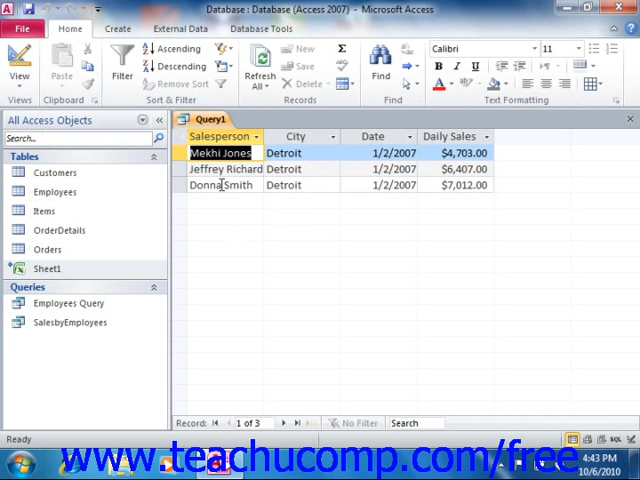 Database : Database (Access 2007) - Microsoft Access
File Home Create External Data Database Tools
View
Views
Paste
Clipboard
Filter
Ascending
Descending
Remove Sort
Sort & Filter
Refresh All
New
Save
Delete
Records
Find
Find
Calibri 11
B I U
Text Formatting
All Access Objects
Search...
Tables
Customers
Employees
Items
OrderDetails
Orders
Sheet1
Queries
Employees Query
SalesbyEmployees
Query1
Salesperson City Date Daily Sales
Mekhi Jones Detroit 1/2/2007 $4,703.00
Jeffrey Richard Detroit 1/2/2007 $6,407.00
Donna Smith Detroit 1/2/2007 $7,012.00
Record: 1 of 3 No Filter Search
Ready
SQL
www.teachucomp.com/free
4:43 PM
10/6/2010